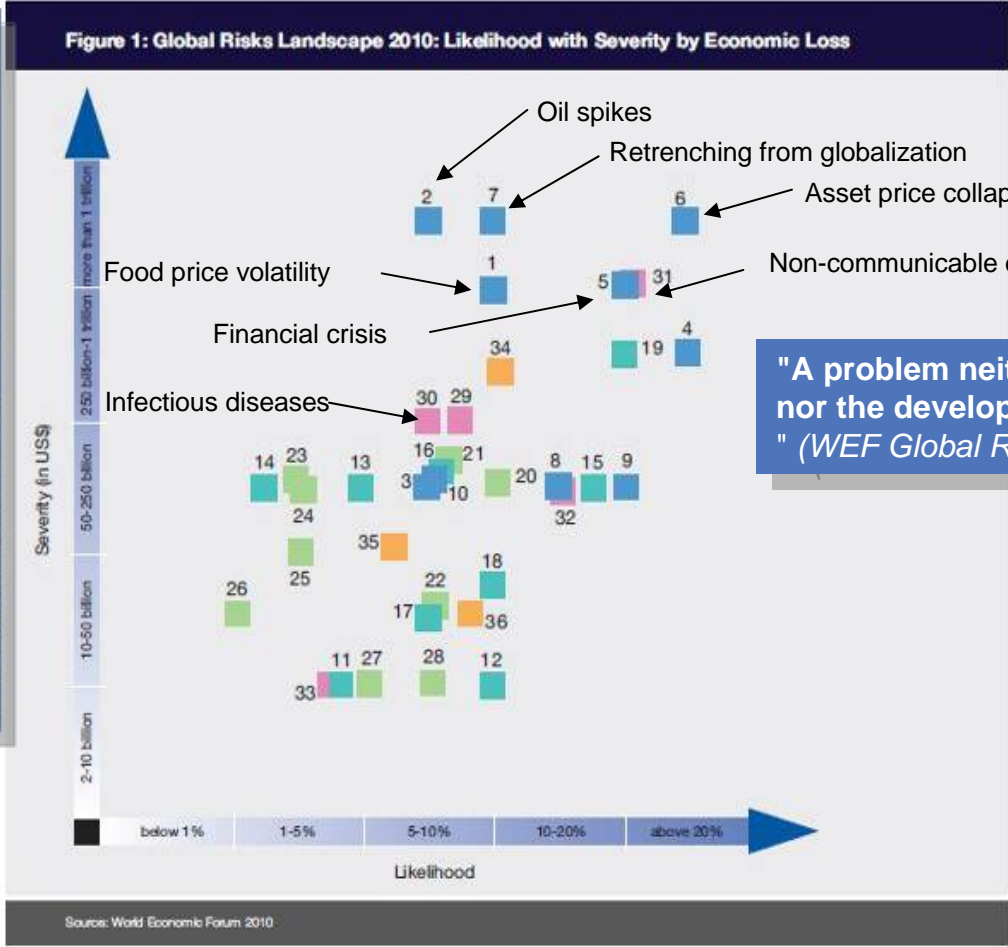 Figure 1: Global Risks Landscape 2010: Likelihood with Severity by Economic Loss
Oil spikes
Retrenching from globalization
Asset price collap
Non-communicable
Food price volatility
Financial crisis
Infectious diseases
2
7
6
1
5
31
34
19
4
30
29
14
23
13
16
21
3
10
20
8
15
9
24
32
35
25
18
26
22
17
36
33
11
27
28
12
"A problem neit
nor the develop
" (WEF Global R
Severity (in US$)
more than 1 trillion
250 billion-1 trillion
50-250 billion
10-50 billion
2-10 billion
below 1%
1-5%
5-10%
10-20%
above 20%
Likelihood
Source: World Economic Forum 2010